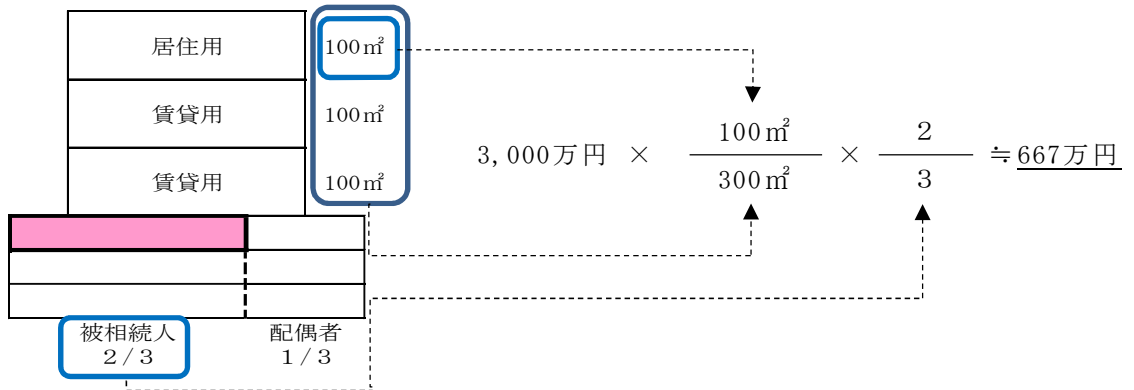 居住用
100㎡
賃貸用
100㎡
賃貸用
100㎡
3,000万円 × 100㎡/300㎡ × 2/3 ≒ 667万円
被相続人
2/3
配偶者
1/3